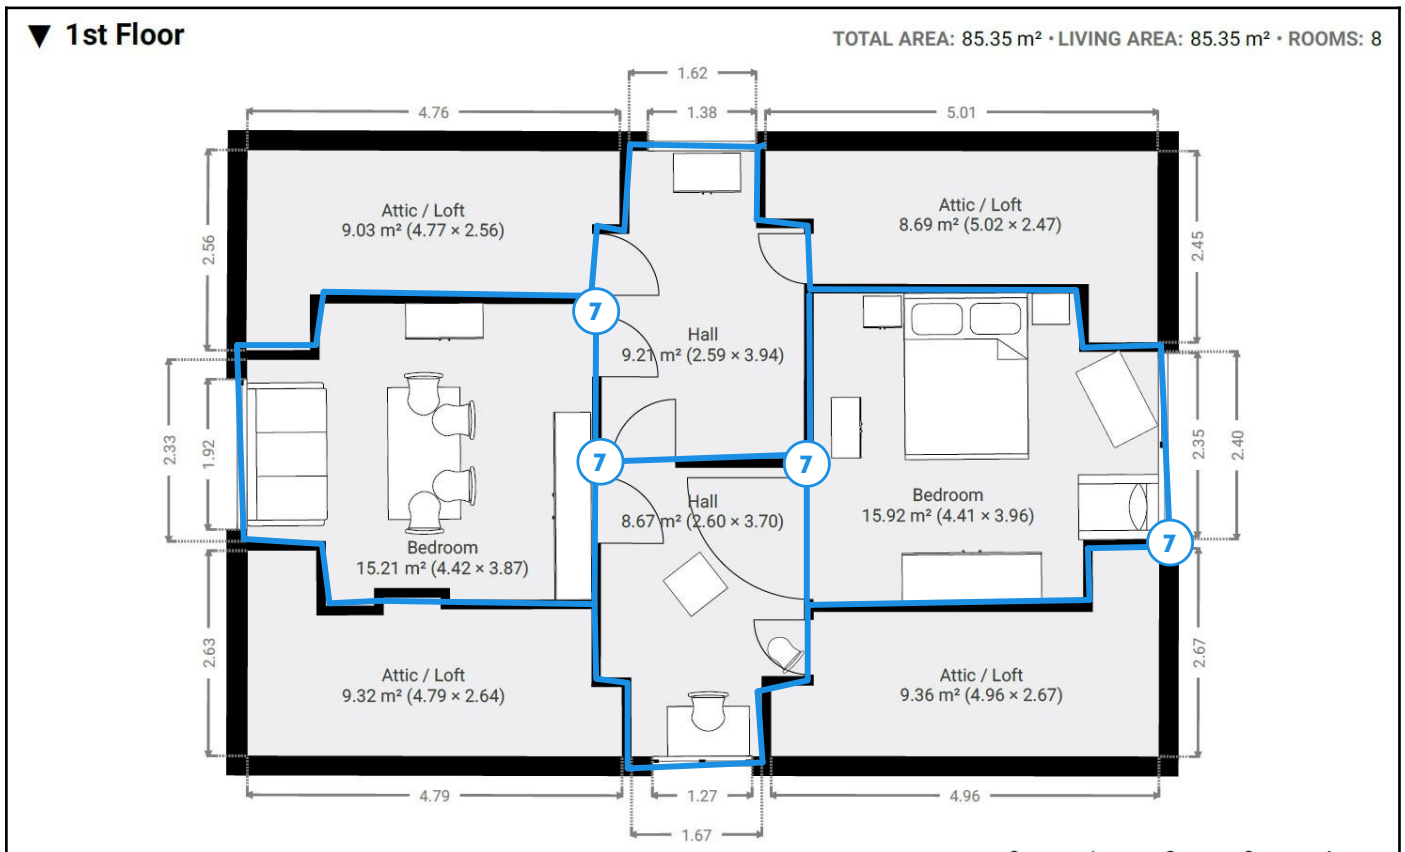 ▼ 1st Floor
TOTAL AREA: 85.35 m² · LIVING AREA: 85.35 m² · ROOMS: 8
1.62
4.76
1.38
5.01
Attic / Loft
9.03 m² (4.77 × 2.56)
Attic / Loft
8.69 m² (5.02 × 2.47)
2.56
2.45
7
Hall
9.21 m² (2.59 × 3.94)
2.33
1.92
2.35
2.40
7
7
Hall
8.67 m² (2.60 × 3.70)
Bedroom
15.92 m² (4.41 × 3.96)
Bedroom
15.21 m² (4.42 × 3.87)
7
2.63
2.67
Attic / Loft
9.32 m² (4.79 × 2.64)
Attic / Loft
9.36 m² (4.96 × 2.67)
4.79
1.27
4.96
1.67